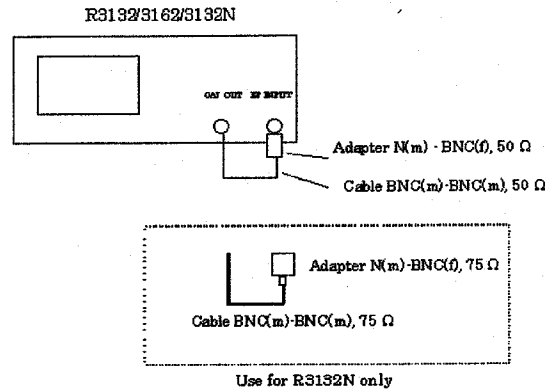 R3132/3162/3132N
CAL OUT RF INPUT
Adapter N(m) - BNC(f), 50 Ω
Cable BNC(m)-BNC(m), 50 Ω
Adapter N(m)-BNC(f), 75 Ω
Cable BNC(m)-BNC(m), 75 Ω
Use for R3132N only